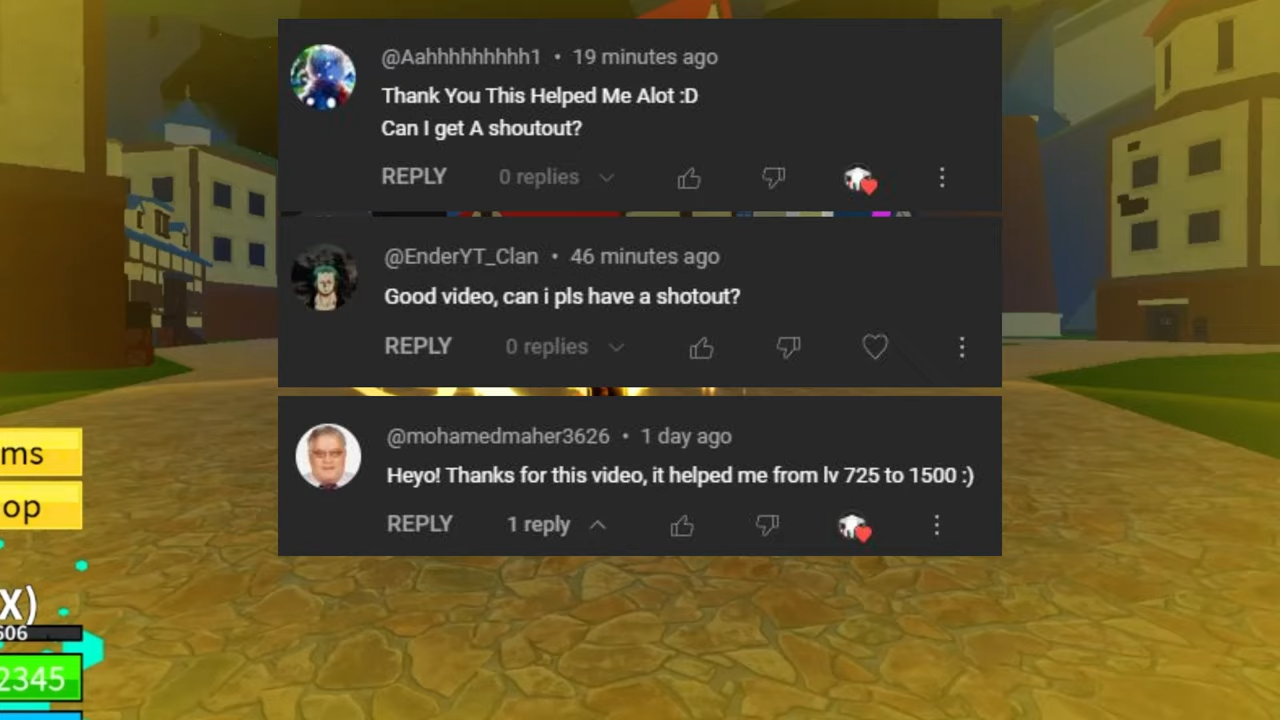 @Aahhhhhhhhh1 • 19 minutes ago
Thank You This Helped Me Alot :D
Can I get A shoutout?
REPLY 0 replies
@EnderYT_Clan • 46 minutes ago
Good video, can i pls have a shotout?
REPLY 0 replies
@mohamedmaher3626 • 1 day ago
Heyo! Thanks for this video, it helped me from lv 725 to 1500 :)
REPLY 1 reply
ms
op
X)
606
2345